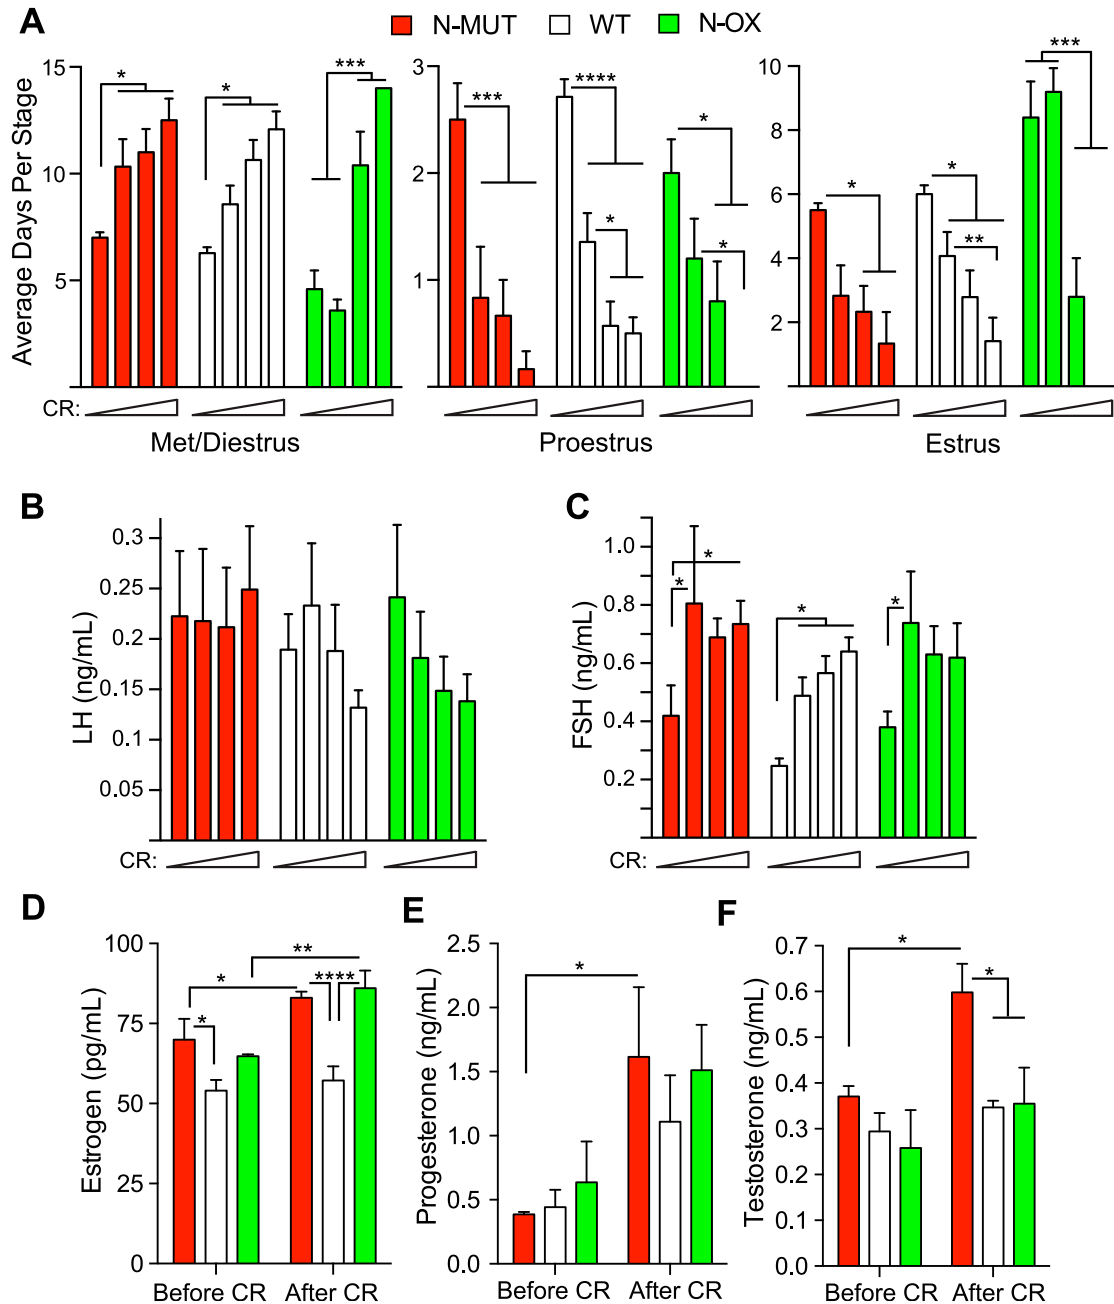 A
N-MUT WT N-OX
Average Days Per Stage
15
10
5
* * ***
CR:
Met/Diestrus
3
2
1
*** **** * * *
Proestrus
10
8
6
4
2
* * ** ***
Estrus
B
LH (ng/mL)
0.3
0.25
0.2
0.15
0.1
0.05
CR:
C
FSH (ng/mL)
1.0
0.8
0.6
0.4
0.2
* * * *
CR:
D
Estrogen (pg/mL)
100
75
50
25
0
* * ** ****
Before CR After CR
E
Progesterone (ng/mL)
2.5
2.0
1.5
1.0
0.5
0.0
*
Before CR After CR
F
Testosterone (ng/mL)
0.7
0.6
0.5
0.4
0.3
0.2
0.1
0.0
* *
Before CR After CR